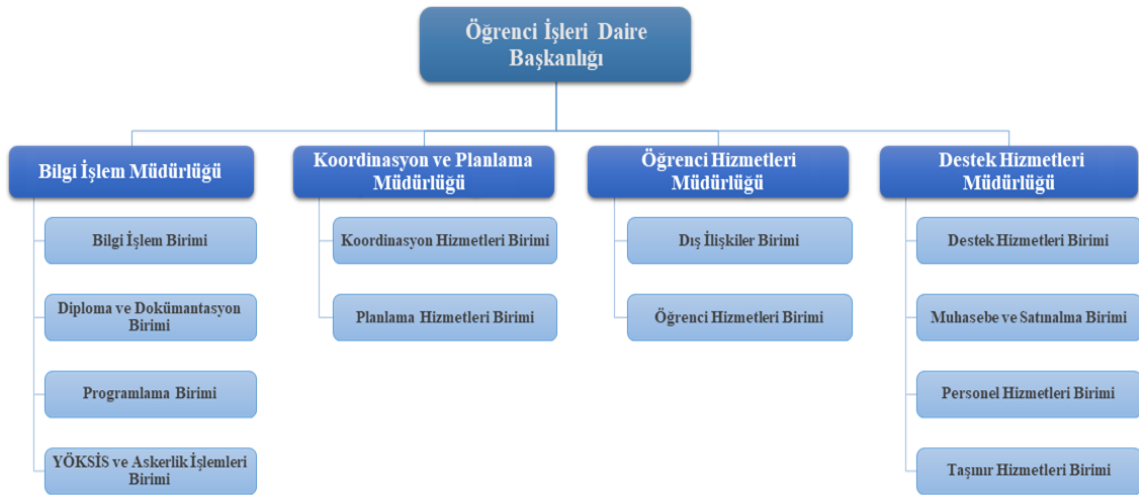 Öğrenci İşleri Daire
Başkanlığı
Bilgi İşlem Müdürlüğü
Bilgi İşlem Birimi
Diploma ve Dokümantasyon
Birimi
Programlama Birimi
YÖKSİS ve Askerlik İşlemleri
Birimi
Koordinasyon ve Planlama
Müdürlüğü
Koordinasyon Hizmetleri Birimi
Planlama Hizmetleri Birimi
Öğrenci Hizmetleri
Müdürlüğü
Dış İlişkiler Birimi
Öğrenci Hizmetleri Birimi
Destek Hizmetleri
Müdürlüğü
Destek Hizmetleri Birimi
Muhasebe ve Satınalma Birimi
Personel Hizmetleri Birimi
Taşınır Hizmetleri Birimi